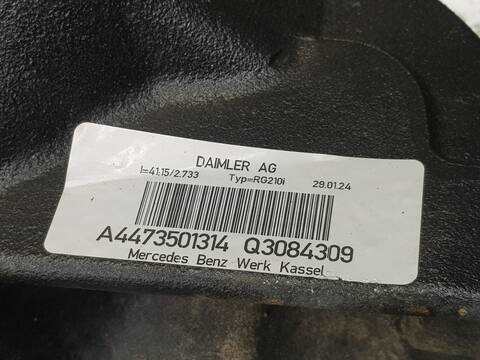 DAIMLER AG
I=41:15/2.733 Typ=RG210i 29.01.24
A4473501314 Q3084309
Mercedes Benz Werk Kassel